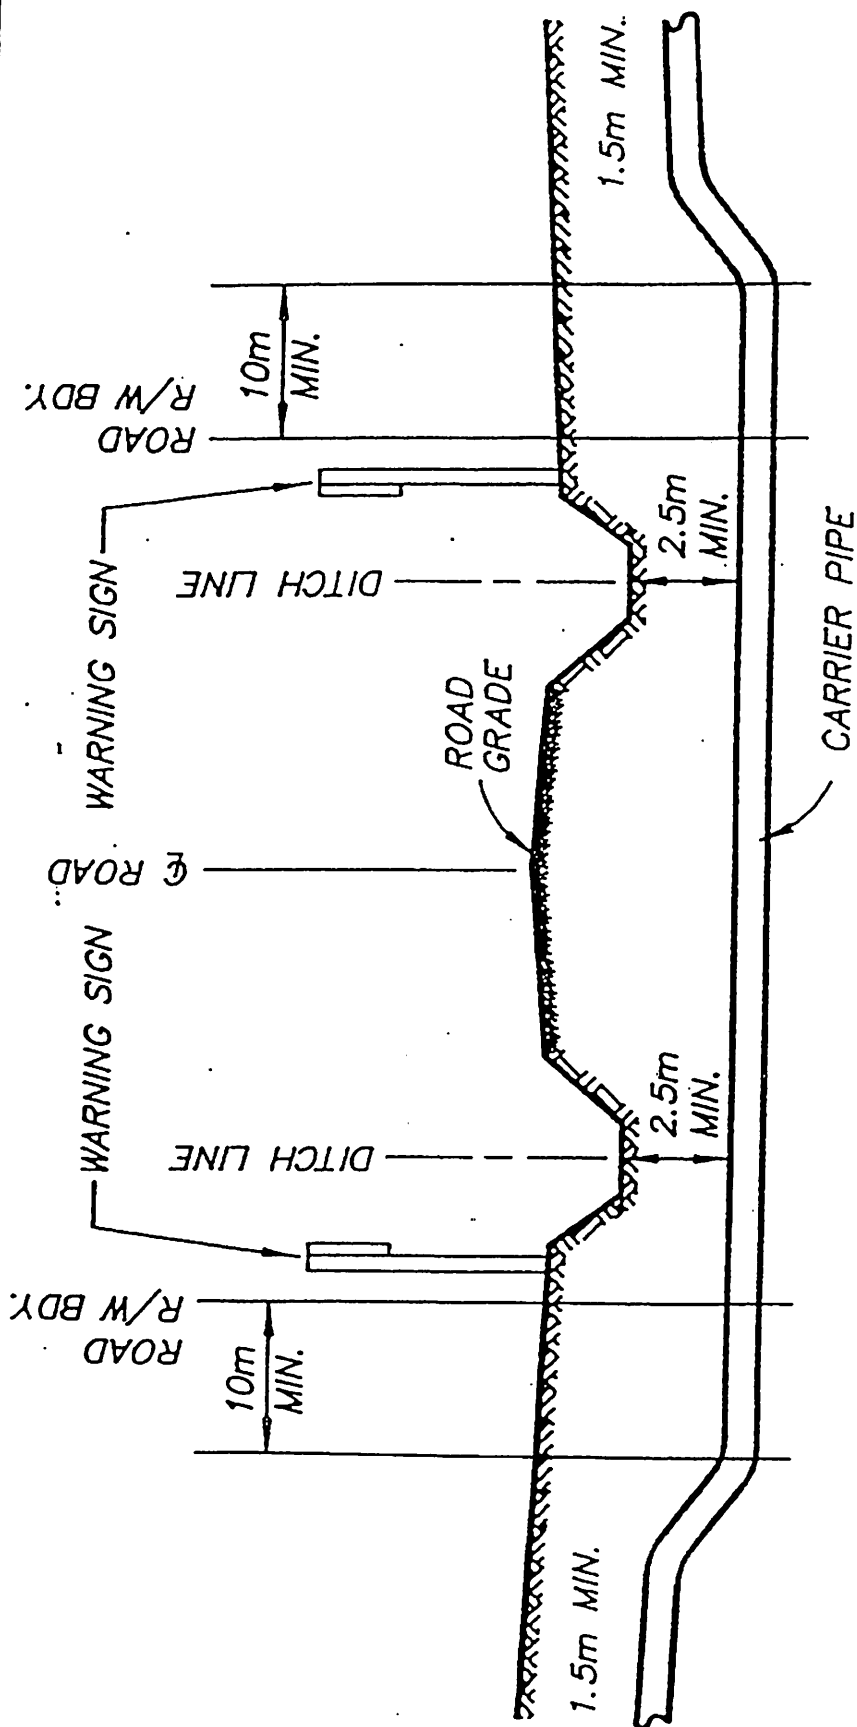 WARNING SIGN
WARNING SIGN
ROAD
R/W BDY.
10m
MIN.
DITCH LINE
℄ ROAD
ROAD
GRADE
DITCH LINE
ROAD
R/W BDY.
10m
MIN.
1.5m MIN.
2.5m
MIN.
2.5m
MIN.
1.5m MIN.
CARRIER PIPE